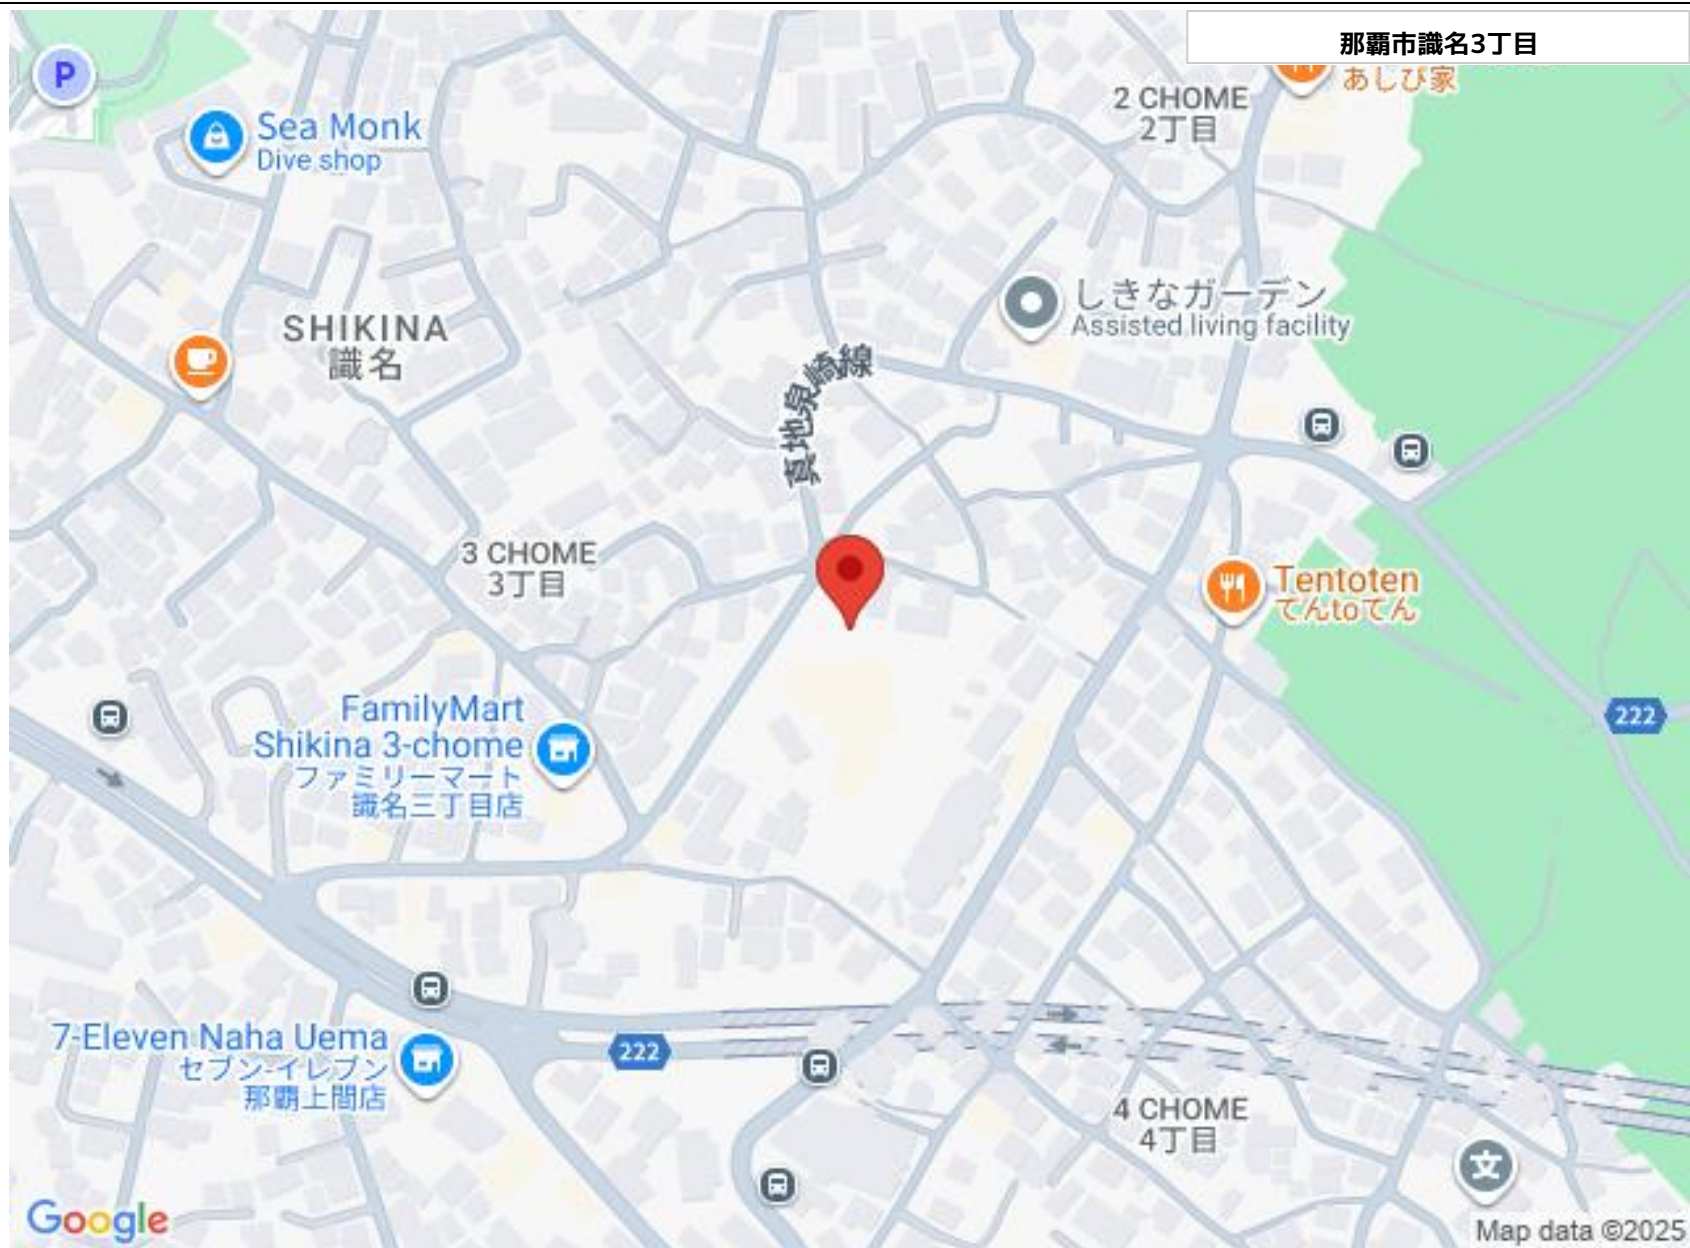 那覇市識名3丁目
P
あしび家
2 CHOME
2丁目
Sea Monk
Dive shop
しきなガーデン
Assisted living facility
SHIKINA
識名
真地泉崎線
3 CHOME
3丁目
Tentoten
てんtoてん
FamilyMart
Shikina 3-chome
ファミリーマート
識名三丁目店
222
7-Eleven Naha Uema
セブン-イレブン
那覇上間店
222
4 CHOME
4丁目
文
Google
Map data ©2025